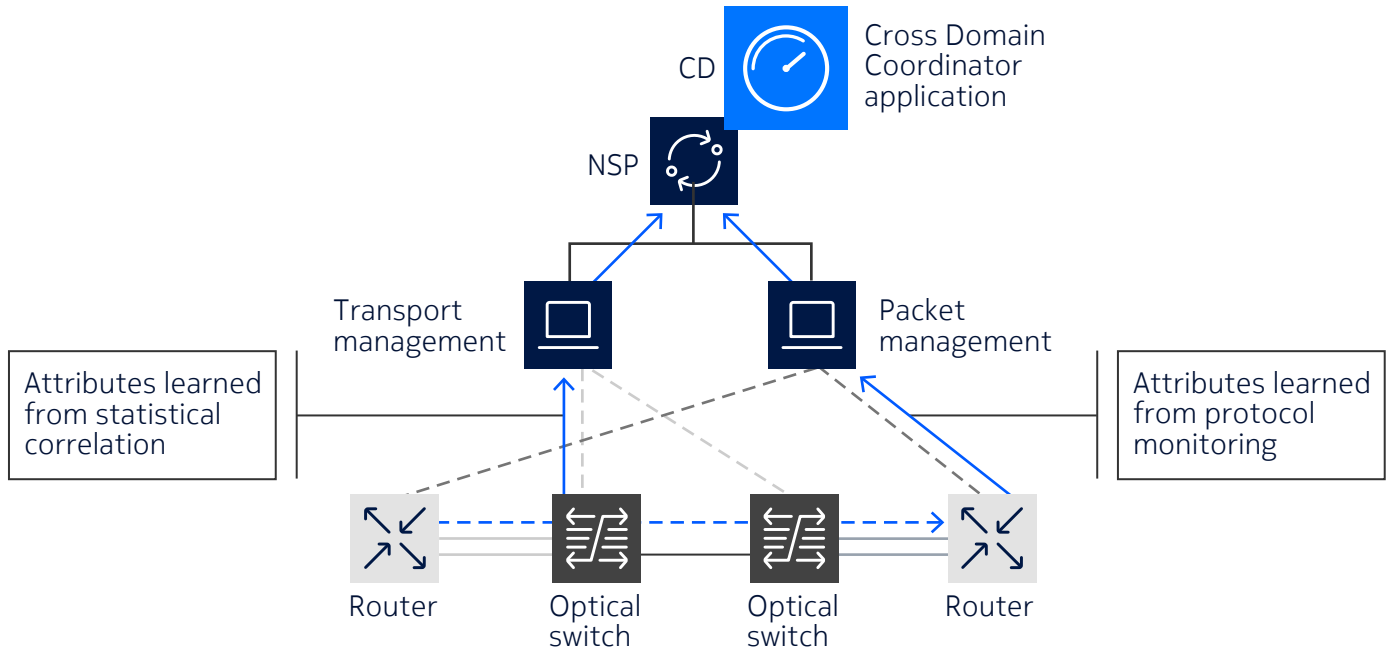 CD
Cross Domain
Coordinator
application
NSP
Transport
management
Packet
management
Attributes learned
from statistical
correlation
Attributes learned
from protocol
monitoring
Router
Optical
switch
Optical
switch
Router